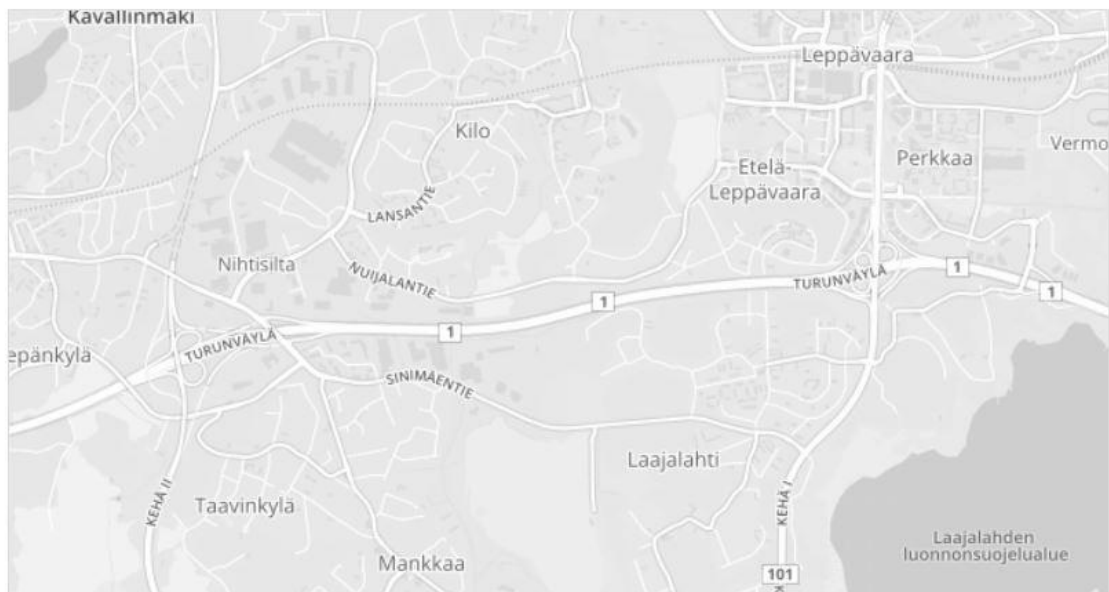 Kavallinmäki
Leppävaara
Kilo
Vermo
Perkkaa
Etelä-
Leppävaara
LANSANTIE
Nihtisilta
NUIJALANTIE
TURUNVÄYLÄ
1
1
1
1
TURUNVÄYLÄ
epänkylä
SINIMÄENTIE
Laajalahti
KEHÄ II
KEHÄ I
Taavinkylä
Mankkaa
Laajalahden
luonnonsuojelualue
101
K